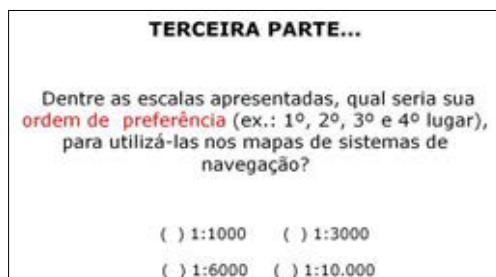 TERCEIRA PARTE...
Dentre as escalas apresentadas, qual seria sua
ordem de preferência (ex.: 1º, 2º, 3º e 4º lugar),
para utilizá-las nos mapas de sistemas de
navegação?
( ) 1:1000 ( ) 1:3000
( ) 1:6000 ( ) 1:10.000